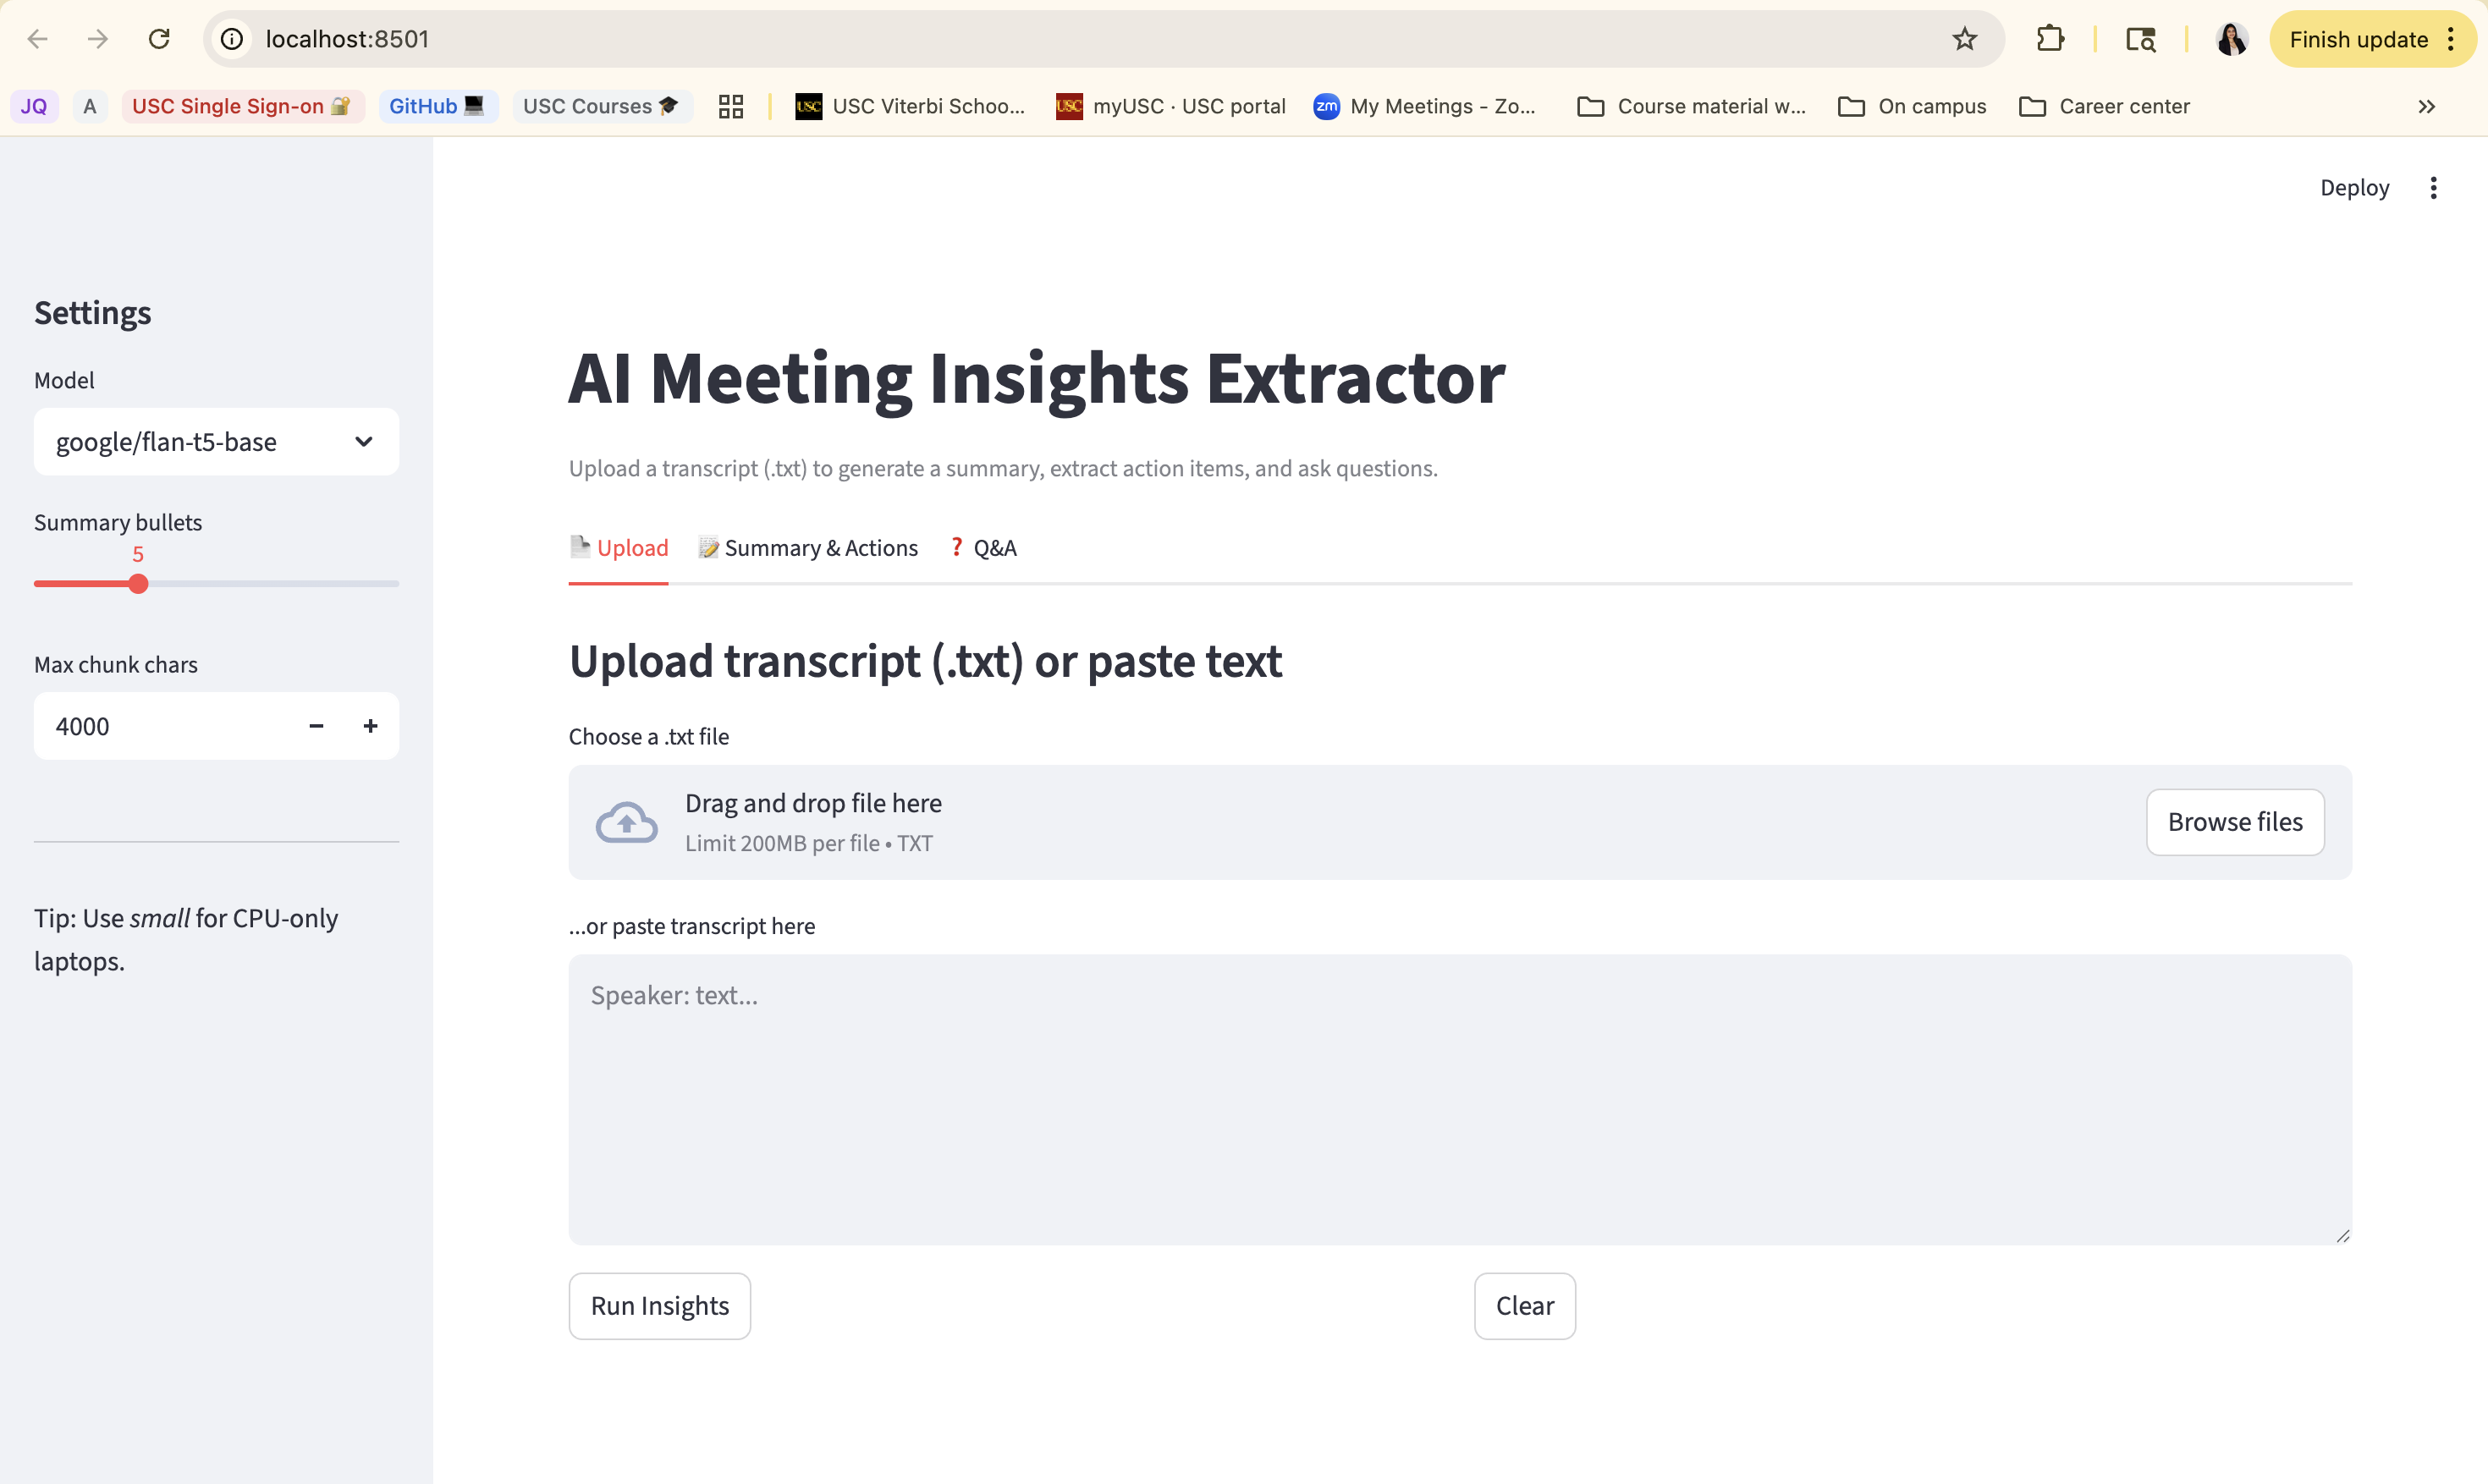 localhost:8501
Finish update
JQ
A
USC Single Sign-on 🔐
GitHub 💻
USC Courses 🎓
USC Viterbi Schoo...
myUSC · USC portal
zm
My Meetings - Zo...
Course material w...
On campus
Career center
Deploy
Settings
Model
google/flan-t5-base
Summary bullets
5
Max chunk chars
4000
Tip: Use small for CPU-only
laptops.
AI Meeting Insights Extractor
Upload a transcript (.txt) to generate a summary, extract action items, and ask questions.
📄 Upload
📝 Summary & Actions
❓ Q&A
Upload transcript (.txt) or paste text
Choose a .txt file
Drag and drop file here
Limit 200MB per file • TXT
Browse files
...or paste transcript here
Speaker: text...
Run Insights
Clear